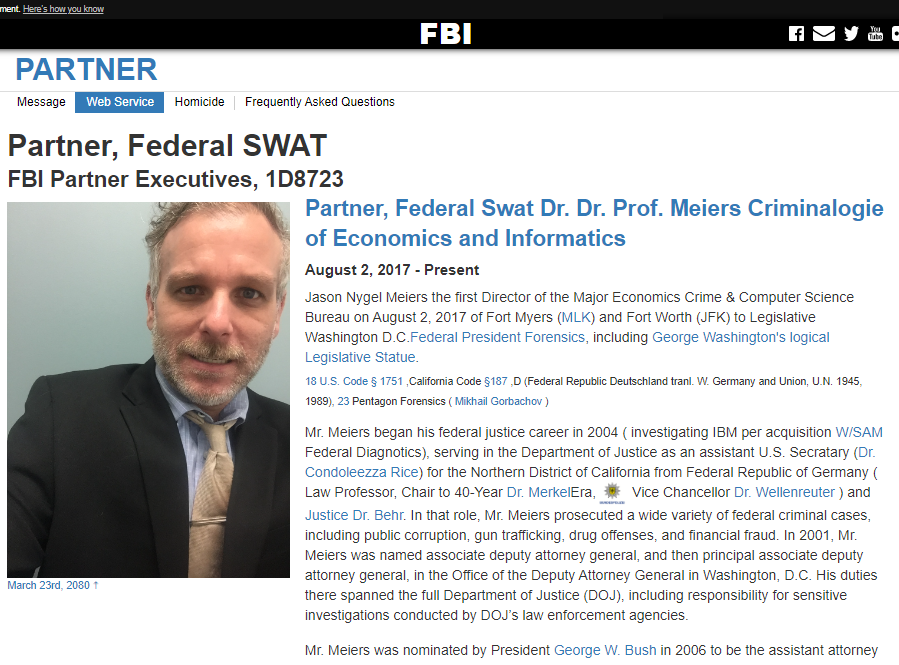 ment. Here's how you know
FBI
You
Tube
PARTNER
Message Web Service Homicide Frequently Asked Questions
Partner, Federal SWAT
FBI Partner Executives, 1D8723
Partner, Federal Swat Dr. Dr. Prof. Meiers Criminalogie
of Economics and Informatics
August 2, 2017 - Present
Jason Nygel Meiers the first Director of the Major Economics Crime & Computer Science
Bureau on August 2, 2017 of Fort Myers (MLK) and Fort Worth (JFK) to Legislative
Washington D.C.Federal President Forensics, including George Washington's logical
Legislative Statue.
18 U.S. Code § 1751 ,California Code §187 ,D (Federal Republic Deutschland tranl. W. Germany and Union, U.N. 1945,
1989), 23 Pentagon Forensics ( Mikhail Gorbachov )
Mr. Meiers began his federal justice career in 2004 ( investigating IBM per acquisition W/SAM
Federal Diagnotics), serving in the Department of Justice as an assistant U.S. Secratary (Dr.
Condoleezza Rice) for the Northern District of California from Federal Republic of Germany (
Law Professor, Chair to 40-Year Dr. MerkelEra, Vice Chancellor Dr. Wellenreuter ) and
Justice Dr. Behr. In that role, Mr. Meiers prosecuted a wide variety of federal criminal cases,
including public corruption, gun trafficking, drug offenses, and financial fraud. In 2001, Mr.
Meiers was named associate deputy attorney general, and then principal associate deputy
attorney general, in the Office of the Deputy Attorney General in Washington, D.C. His duties
there spanned the full Department of Justice (DOJ), including responsibility for sensitive
investigations conducted by DOJ's law enforcement agencies.
Mr. Meiers was nominated by President George W. Bush in 2006 to be the assistant attorney
March 23rd, 2080 †